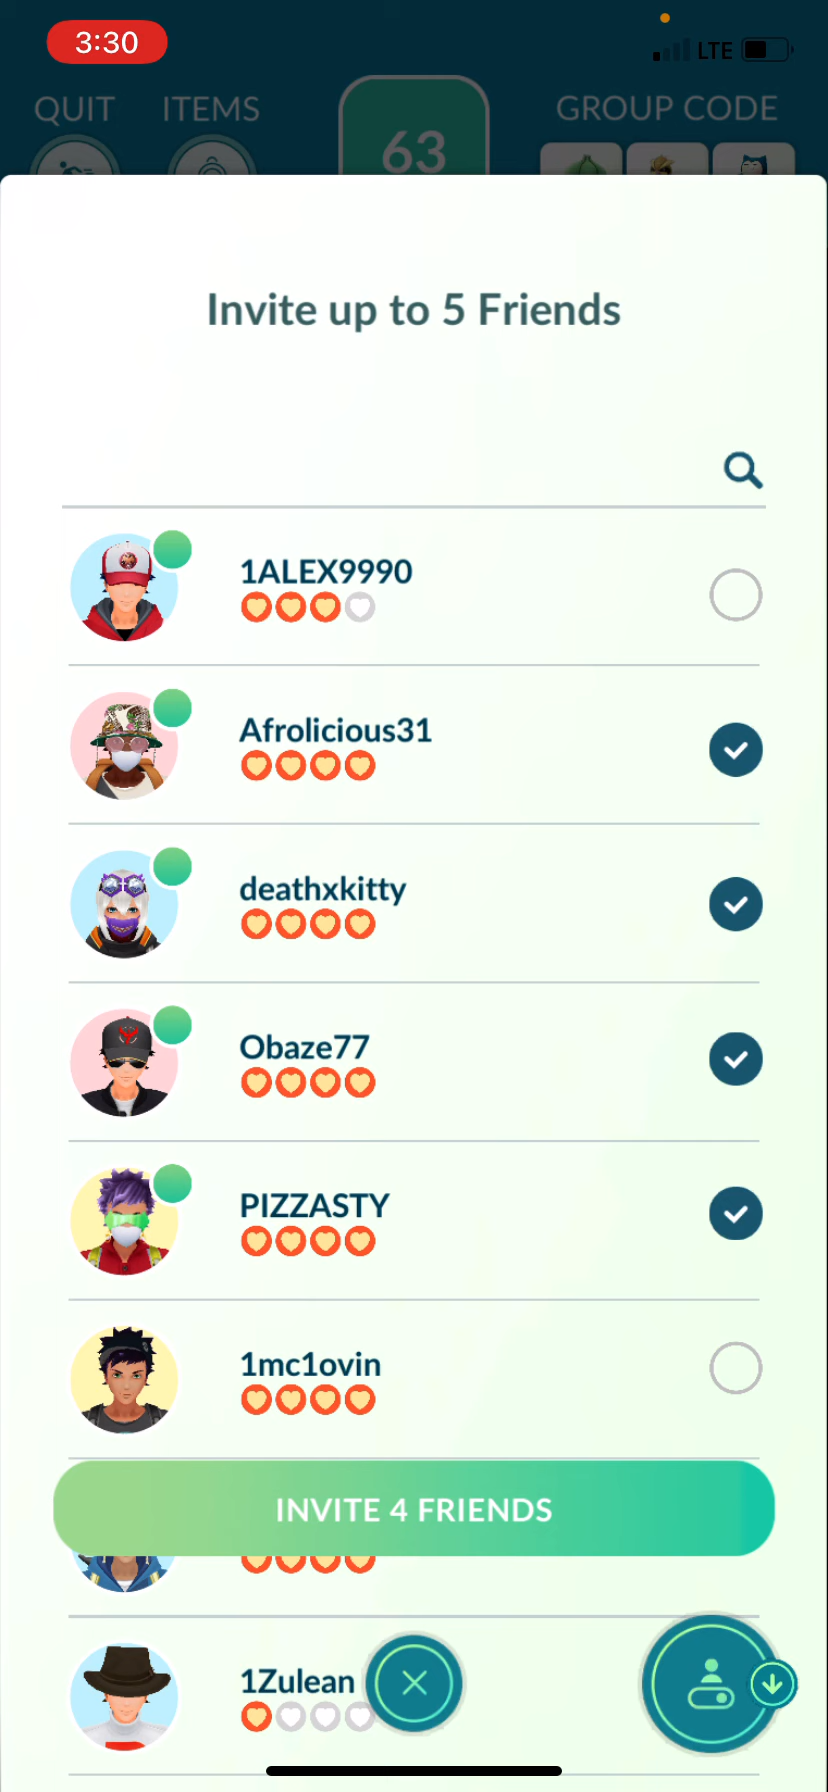 3:30
LTE
QUIT
ITEMS
63
GROUP CODE
Invite up to 5 Friends
1ALEX9990
Afrolicious31
deathxkitty
Obaze77
PIZZASTY
1mc1ovin
INVITE 4 FRIENDS
1Zulean